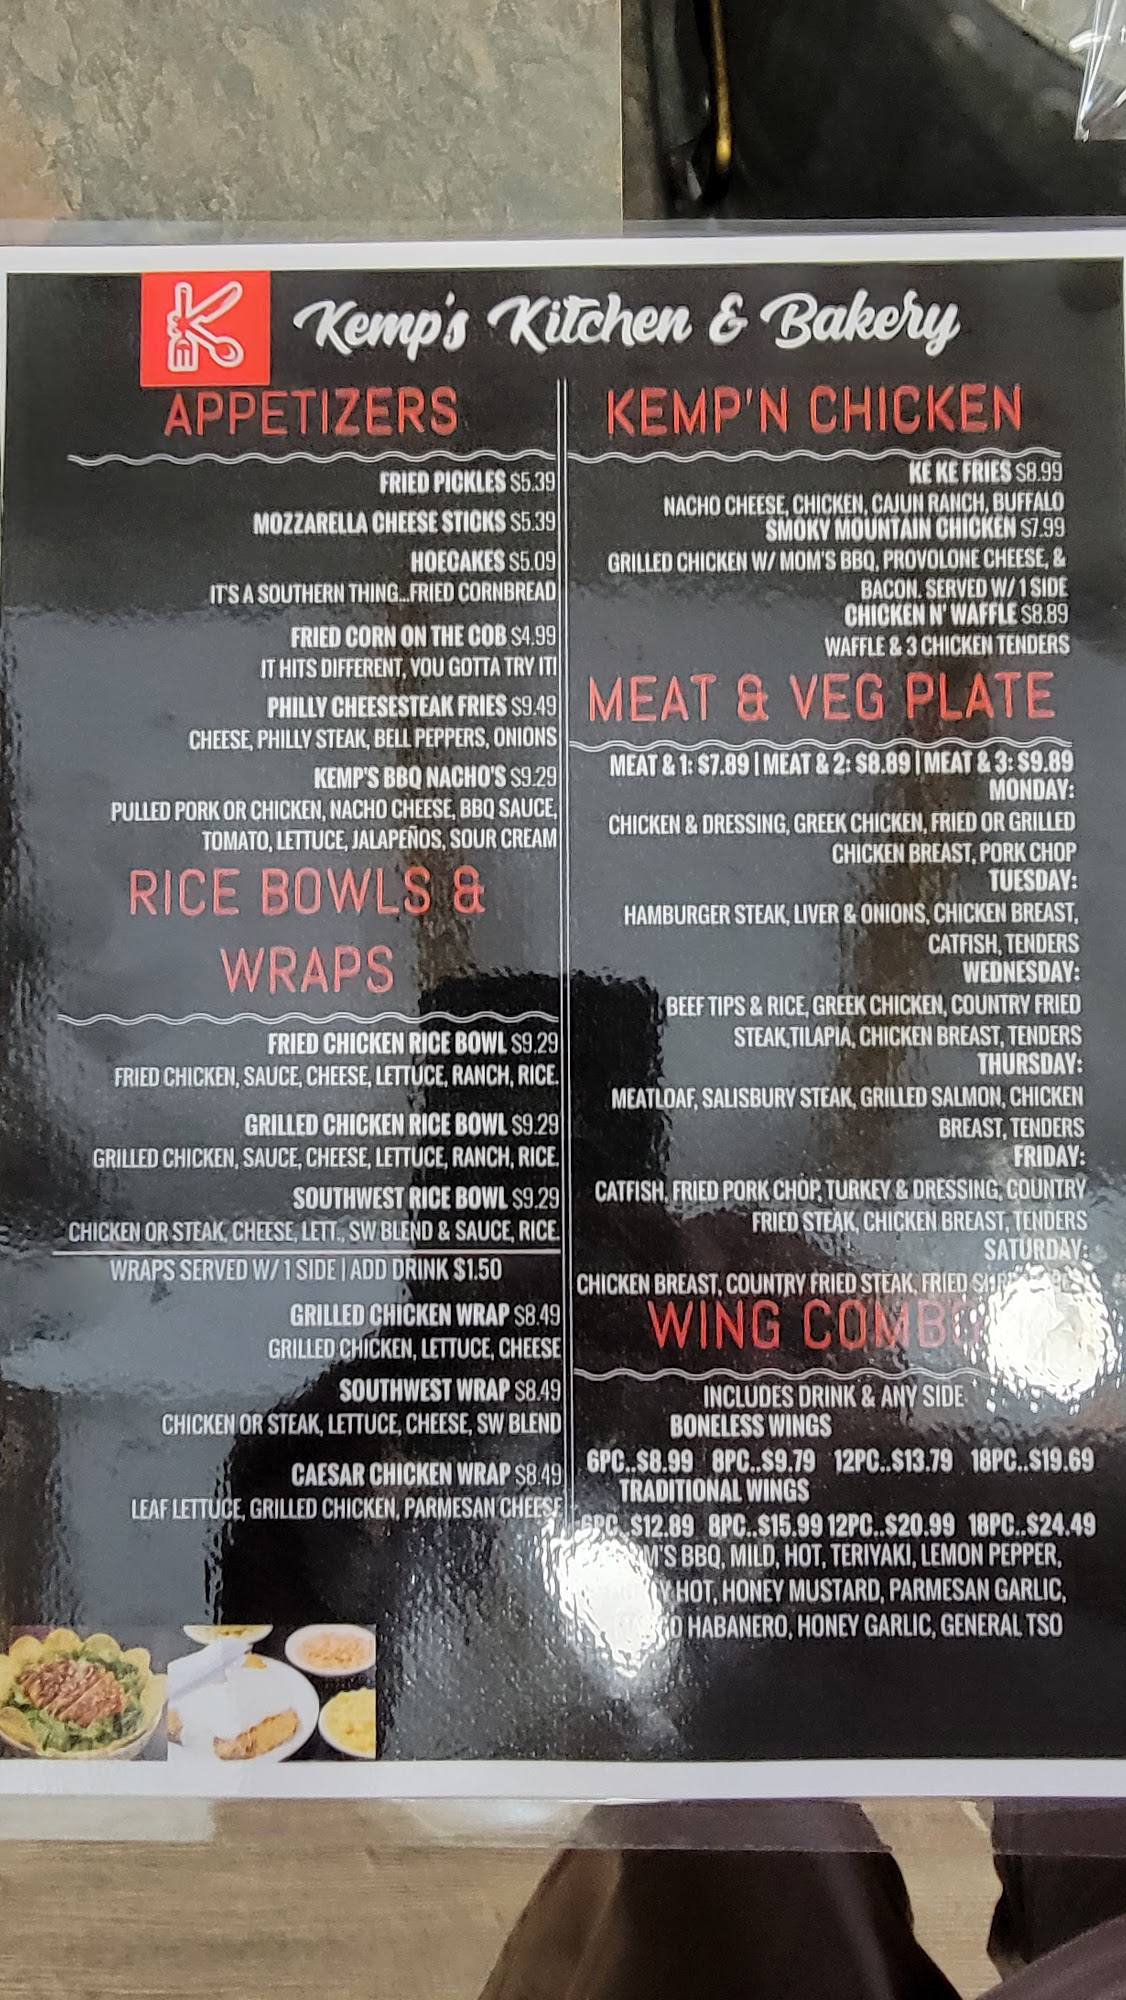 Kemp's Kitchen & Bakery
APPETIZERS
FRIED PICKLES $5.39
MOZZARELLA CHEESE STICKS $5.39
HOECAKES $5.09
IT'S A SOUTHERN THING...FRIED CORNBREAD
FRIED CORN ON THE COB $4.99
IT HITS DIFFERENT, YOU GOTTA TRY IT!
PHILLY CHEESESTEAK FRIES $9.49
CHEESE, PHILLY STEAK, BELL PEPPERS, ONIONS
KEMP'S BBQ NACHO'S $9.29
PULLED PORK OR CHICKEN, NACHO CHEESE, BBQ SAUCE,
TOMATO, LETTUCE, JALAPEÑOS, SOUR CREAM
RICE BOWLS &
WRAPS
FRIED CHICKEN RICE BOWL $9.29
FRIED CHICKEN, SAUCE, CHEESE, LETTUCE, RANCH, RICE.
GRILLED CHICKEN RICE BOWL $9.29
GRILLED CHICKEN, SAUCE, CHEESE, LETTUCE, RANCH, RICE.
SOUTHWEST RICE BOWL $9.29
CHICKEN OR STEAK, CHEESE, LETT., SW BLEND & SAUCE, RICE.
WRAPS SERVED W/ 1 SIDE | ADD DRINK $1.50
GRILLED CHICKEN WRAP $8.49
GRILLED CHICKEN, LETTUCE, CHEESE
SOUTHWEST WRAP $8.49
CHICKEN OR STEAK, LETTUCE, CHEESE, SW BLEND
CAESAR CHICKEN WRAP $8.49
LEAF LETTUCE, GRILLED CHICKEN, PARMESAN CHEESE
KEMP'N CHICKEN
KE KE FRIES $8.99
NACHO CHEESE, CHICKEN, CAJUN RANCH, BUFFALO
SMOKY MOUNTAIN CHICKEN $7.99
GRILLED CHICKEN W/ MOM'S BBQ, PROVOLONE CHEESE, &
BACON. SERVED W/ 1 SIDE
CHICKEN N' WAFFLE $8.89
WAFFLE & 3 CHICKEN TENDERS
MEAT & VEG PLATE
MEAT & 1: $7.89 | MEAT & 2: $8.89 | MEAT & 3: $9.89
MONDAY:
CHICKEN & DRESSING, GREEK CHICKEN, FRIED OR GRILLED
CHICKEN BREAST, PORK CHOP
TUESDAY:
HAMBURGER STEAK, LIVER & ONIONS, CHICKEN BREAST,
CATFISH, TENDERS
WEDNESDAY:
BEEF TIPS & RICE, GREEK CHICKEN, COUNTRY FRIED
STEAK,TILAPIA, CHICKEN BREAST, TENDERS
THURSDAY:
MEATLOAF, SALISBURY STEAK, GRILLED SALMON, CHICKEN
BREAST, TENDERS
FRIDAY:
CATFISH, FRIED PORK CHOP, TURKEY & DRESSING, COUNTRY
FRIED STEAK, CHICKEN BREAST, TENDERS
SATURDAY:
CHICKEN BREAST, COUNTRY FRIED STEAK, FRIED
WING
INCLUDES DRINK & ANY SIDE
BONELESS WINGS
6PC..$8.99 8PC..$9.79 12PC..$13.79 18PC..$19.69
TRADITIONAL WINGS
6PC..$12.89 8PC..$15.99 12PC..$20.99 18PC..$24.49
BBQ, MILD, HOT, TERIYAKI, LEMON PEPPER,
HOT, HONEY MUSTARD, PARMESAN GARLIC,
HABANERO, HONEY GARLIC, GENERAL TSO